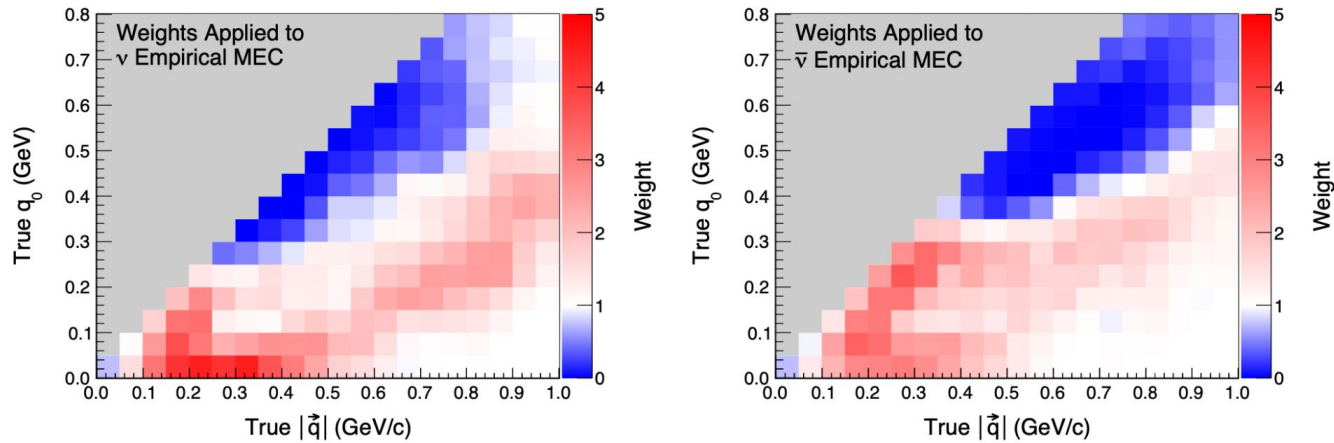 Weights Applied to
ν Empirical MEC
True q₀ (GeV)
0.8
0.7
0.6
0.5
0.4
0.3
0.2
0.1
0.0
0.0 0.1 0.2 0.3 0.4 0.5 0.6 0.7 0.8 0.9 1.0
True |q⃗| (GeV/c)
5
4
3
2
1
0
Weight
Weights Applied to
ν̄ Empirical MEC
True q₀ (GeV)
0.8
0.7
0.6
0.5
0.4
0.3
0.2
0.1
0.0
0.0 0.1 0.2 0.3 0.4 0.5 0.6 0.7 0.8 0.9 1.0
True |q⃗| (GeV/c)
5
4
3
2
1
0
Weight